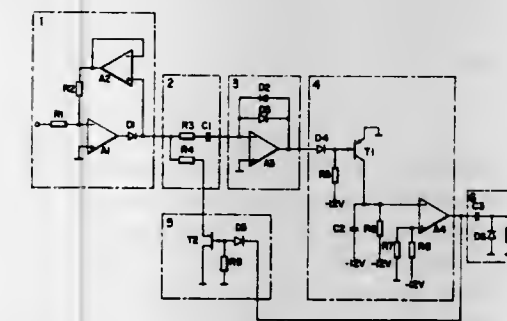 1
A2
R2
R1
A1
D1
2
R3
C1
R4
3
D2
D3
A3
4
D4
T1
R5
-12V
C2
R6
R7
R8
A4
-12V
-12V
-12V
5
T2
D5
R9
C3
D6